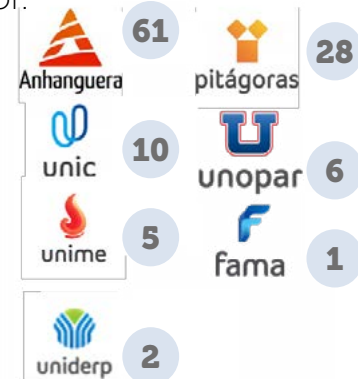 61
Anhanguera
28
pitágoras
10
unic
6
unopar
5
unime
1
fama
2
uniderp